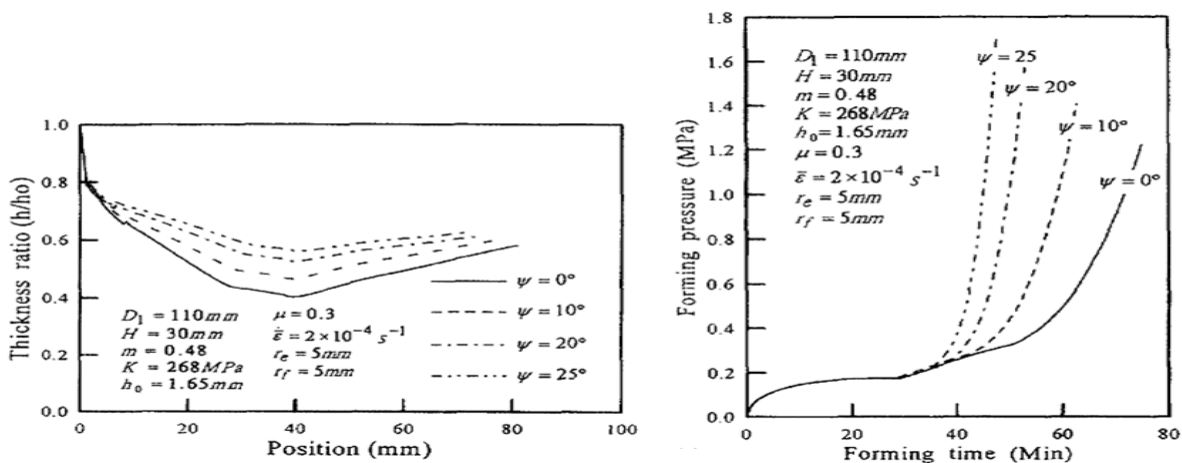 1.0
0.8
0.6
0.4
0.2
0.0
Thickness ratio (h/ho)
D₁ = 110mm
H = 30mm
m = 0.48
K = 268MPa
h₀ = 1.65mm
μ = 0.3
ε̇ = 2×10⁻⁴ s⁻¹
rₑ = 5mm
r_f = 5mm
ψ = 0°
ψ = 10°
ψ = 20°
ψ = 25°
0 20 40 60 80 100
Position (mm)
1.8
1.6
1.4
1.2
1.0
0.8
0.6
0.4
0.2
0.0
Forming pressure (MPa)
D₁ = 110mm
H = 30mm
m = 0.48
K = 268MPa
h₀ = 1.65mm
μ = 0.3
ε̄ = 2×10⁻⁴ s⁻¹
rₑ = 5mm
r_f = 5mm
ψ = 25
ψ = 20°
ψ = 10°
ψ = 0°
0 20 40 60 80
Forming time (Min)